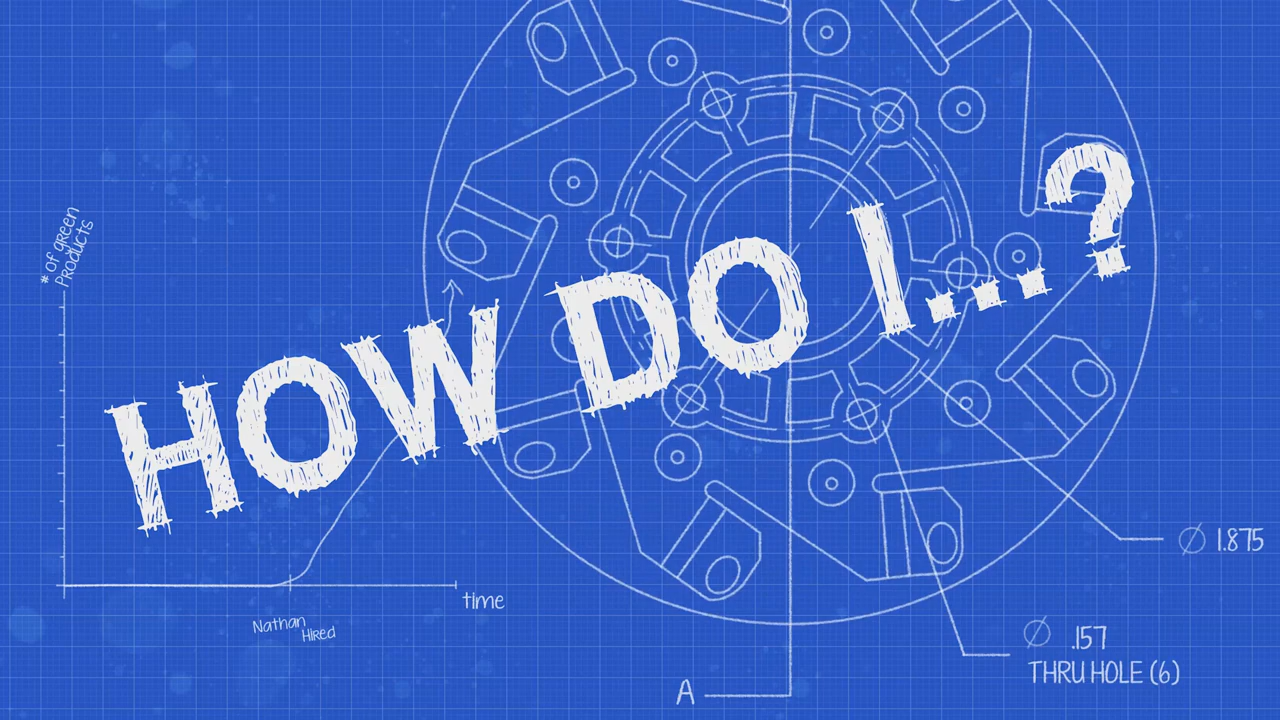 HOW DO I...?
# of green
Products
time
Nathan
Hired
Ø 1.875
Ø .157
THRU HOLE (6)
A